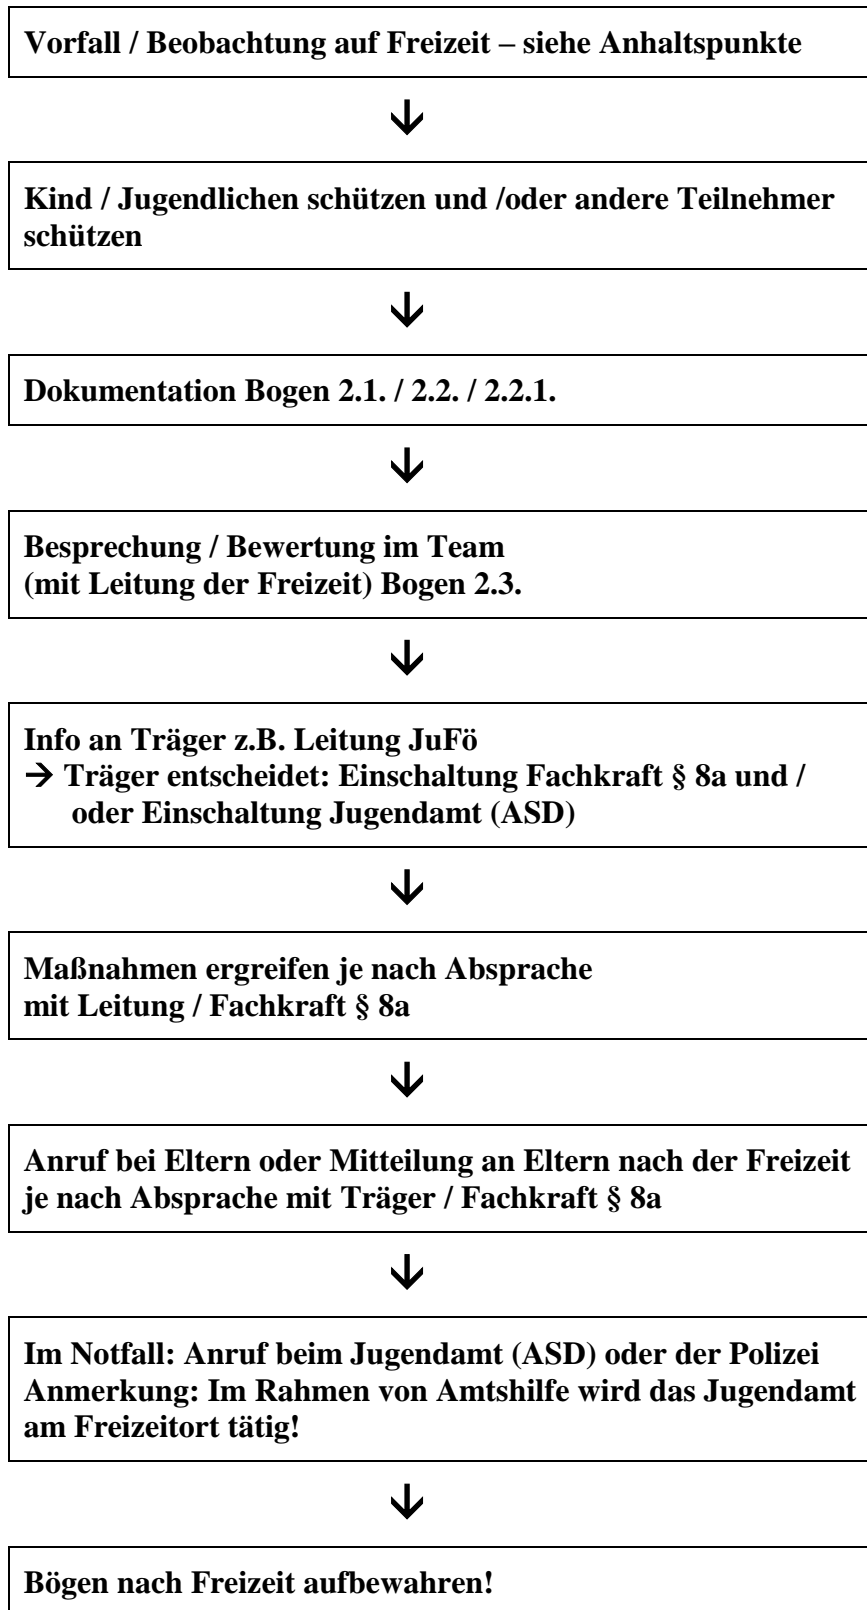 Vorfall / Beobachtung auf Freizeit – siehe Anhaltspunkte
Kind / Jugendlichen schützen und /oder andere Teilnehmer
schützen
Dokumentation Bogen 2.1. / 2.2. / 2.2.1.
Besprechung / Bewertung im Team
(mit Leitung der Freizeit) Bogen 2.3.
Info an Träger z.B. Leitung JuFö
→ Träger entscheidet: Einschaltung Fachkraft § 8a und /
oder Einschaltung Jugendamt (ASD)
Maßnahmen ergreifen je nach Absprache
mit Leitung / Fachkraft § 8a
Anruf bei Eltern oder Mitteilung an Eltern nach der Freizeit
je nach Absprache mit Träger / Fachkraft § 8a
Im Notfall: Anruf beim Jugendamt (ASD) oder der Polizei
Anmerkung: Im Rahmen von Amtshilfe wird das Jugendamt
am Freizeitort tätig!
Bögen nach Freizeit aufbewahren!